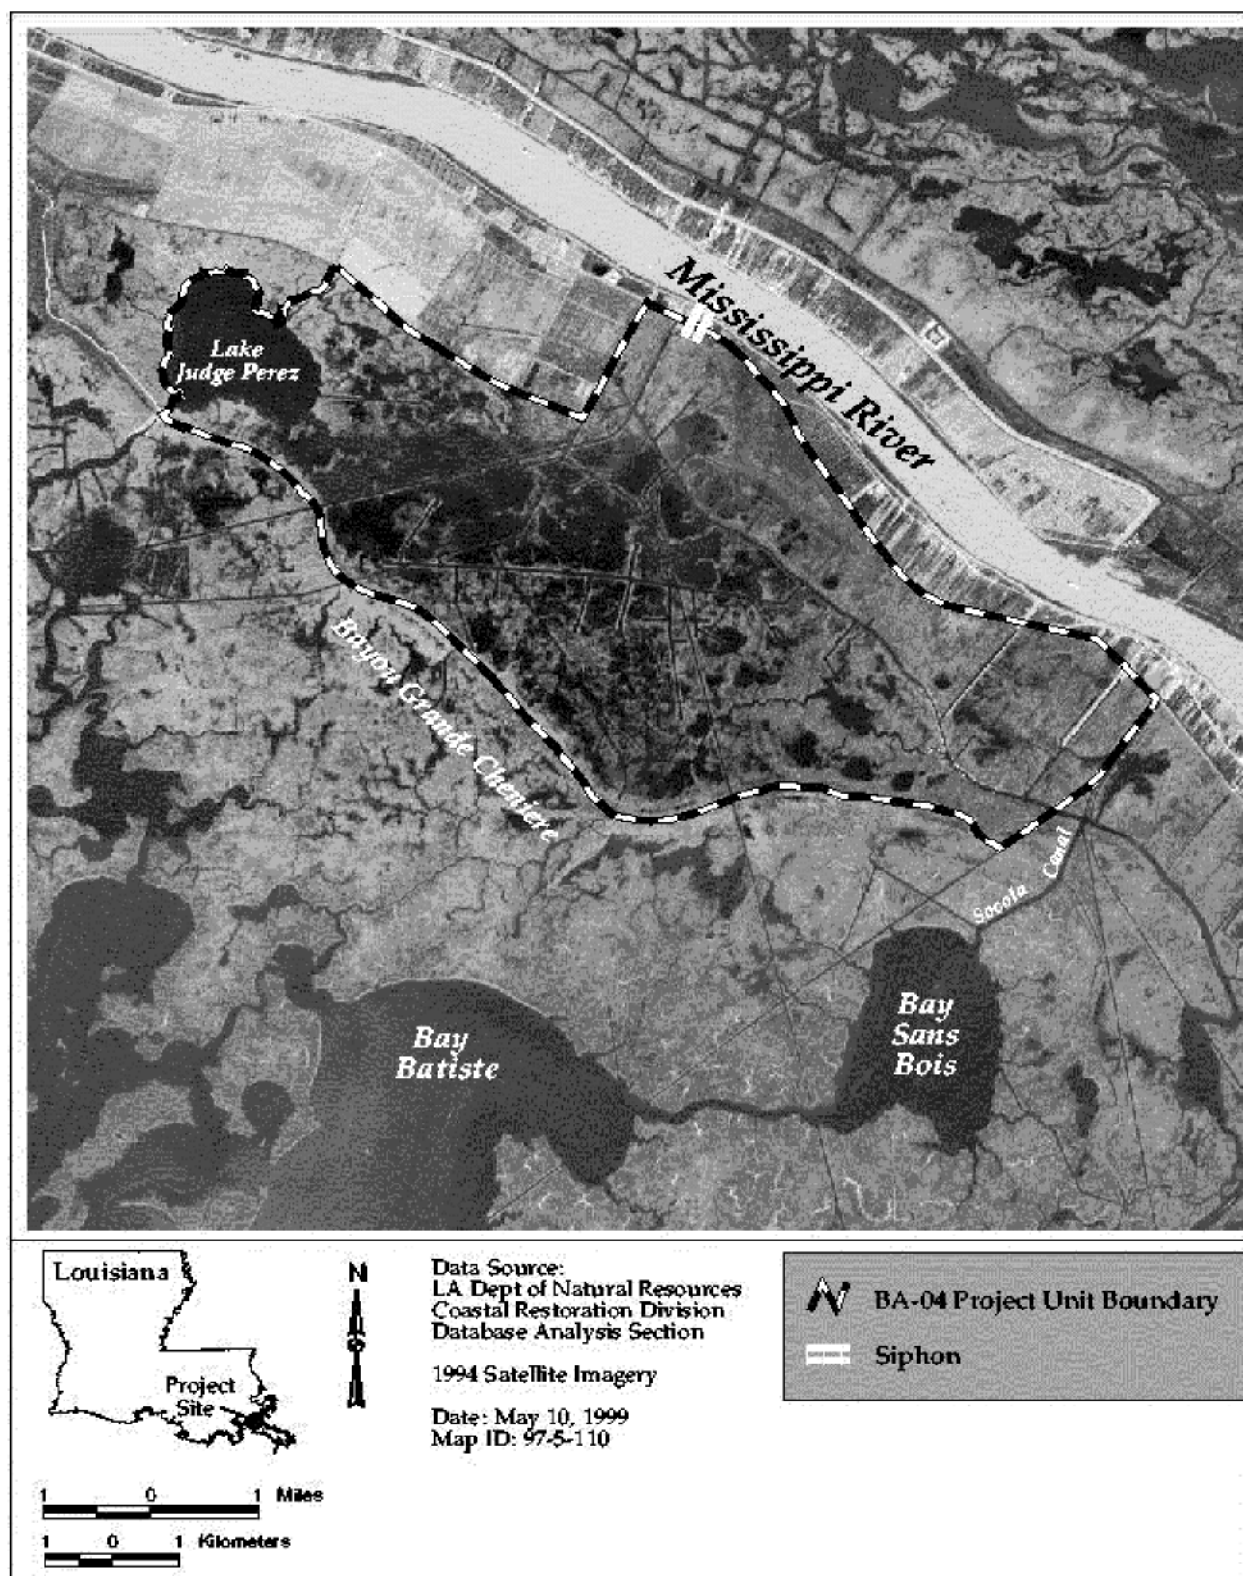 Mississippi River
Lake
Judge Perez
Bayou Grande Cheniere
Socola Canal
Bay
Sans
Bois
Bay
Batiste
Louisiana
Project
Site
N
Data Source:
LA Dept of Natural Resources
Coastal Restoration Division
Database Analysis Section
1994 Satellite Imagery
Date: May 10, 1999
Map ID: 97-5-110
BA-04 Project Unit Boundary
Siphon
1 0 1 Miles
1 0 1 Kilometers